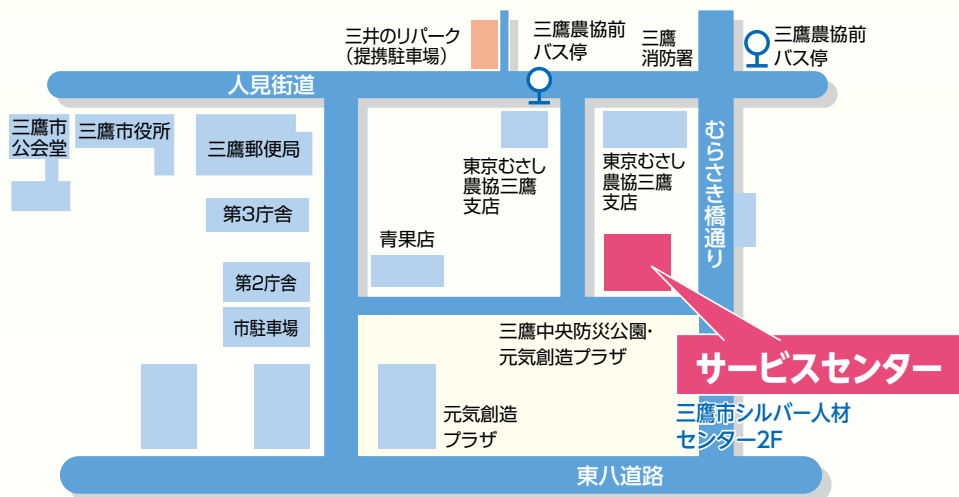 三井のリパーク
（提携駐車場）
三鷹農協前
バス停
三鷹
消防署
三鷹農協前
バス停
人見街道
三鷹市
公会堂
三鷹市役所
三鷹郵便局
東京むさし
農協三鷹
支店
東京むさし
農協三鷹
支店
むらさき橋通り
第3庁舎
青果店
第2庁舎
市駐車場
三鷹中央防災公園・
元気創造プラザ
サービスセンター
三鷹市シルバー人材
センター2F
元気創造
プラザ
東八道路